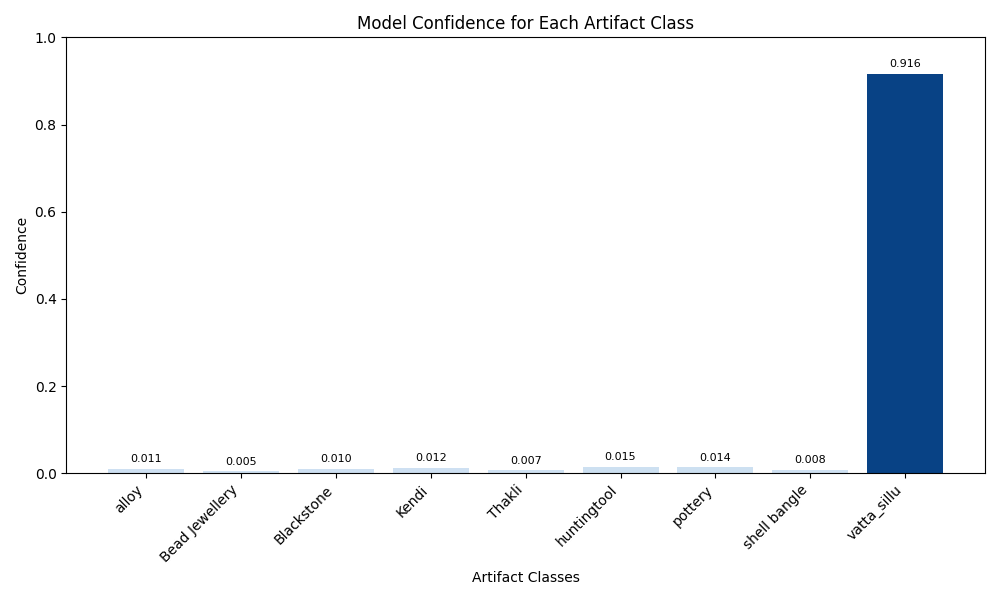 Model Confidence for Each Artifact Class
1.0
0.8
0.6
0.4
0.2
0.0
Confidence
0.011
0.005
0.010
0.012
0.007
0.015
0.014
0.008
0.916
alloy
Bead Jewellery
Blackstone
Kendi
Thakli
huntingtool
pottery
shell bangle
vatta_sillu
Artifact Classes